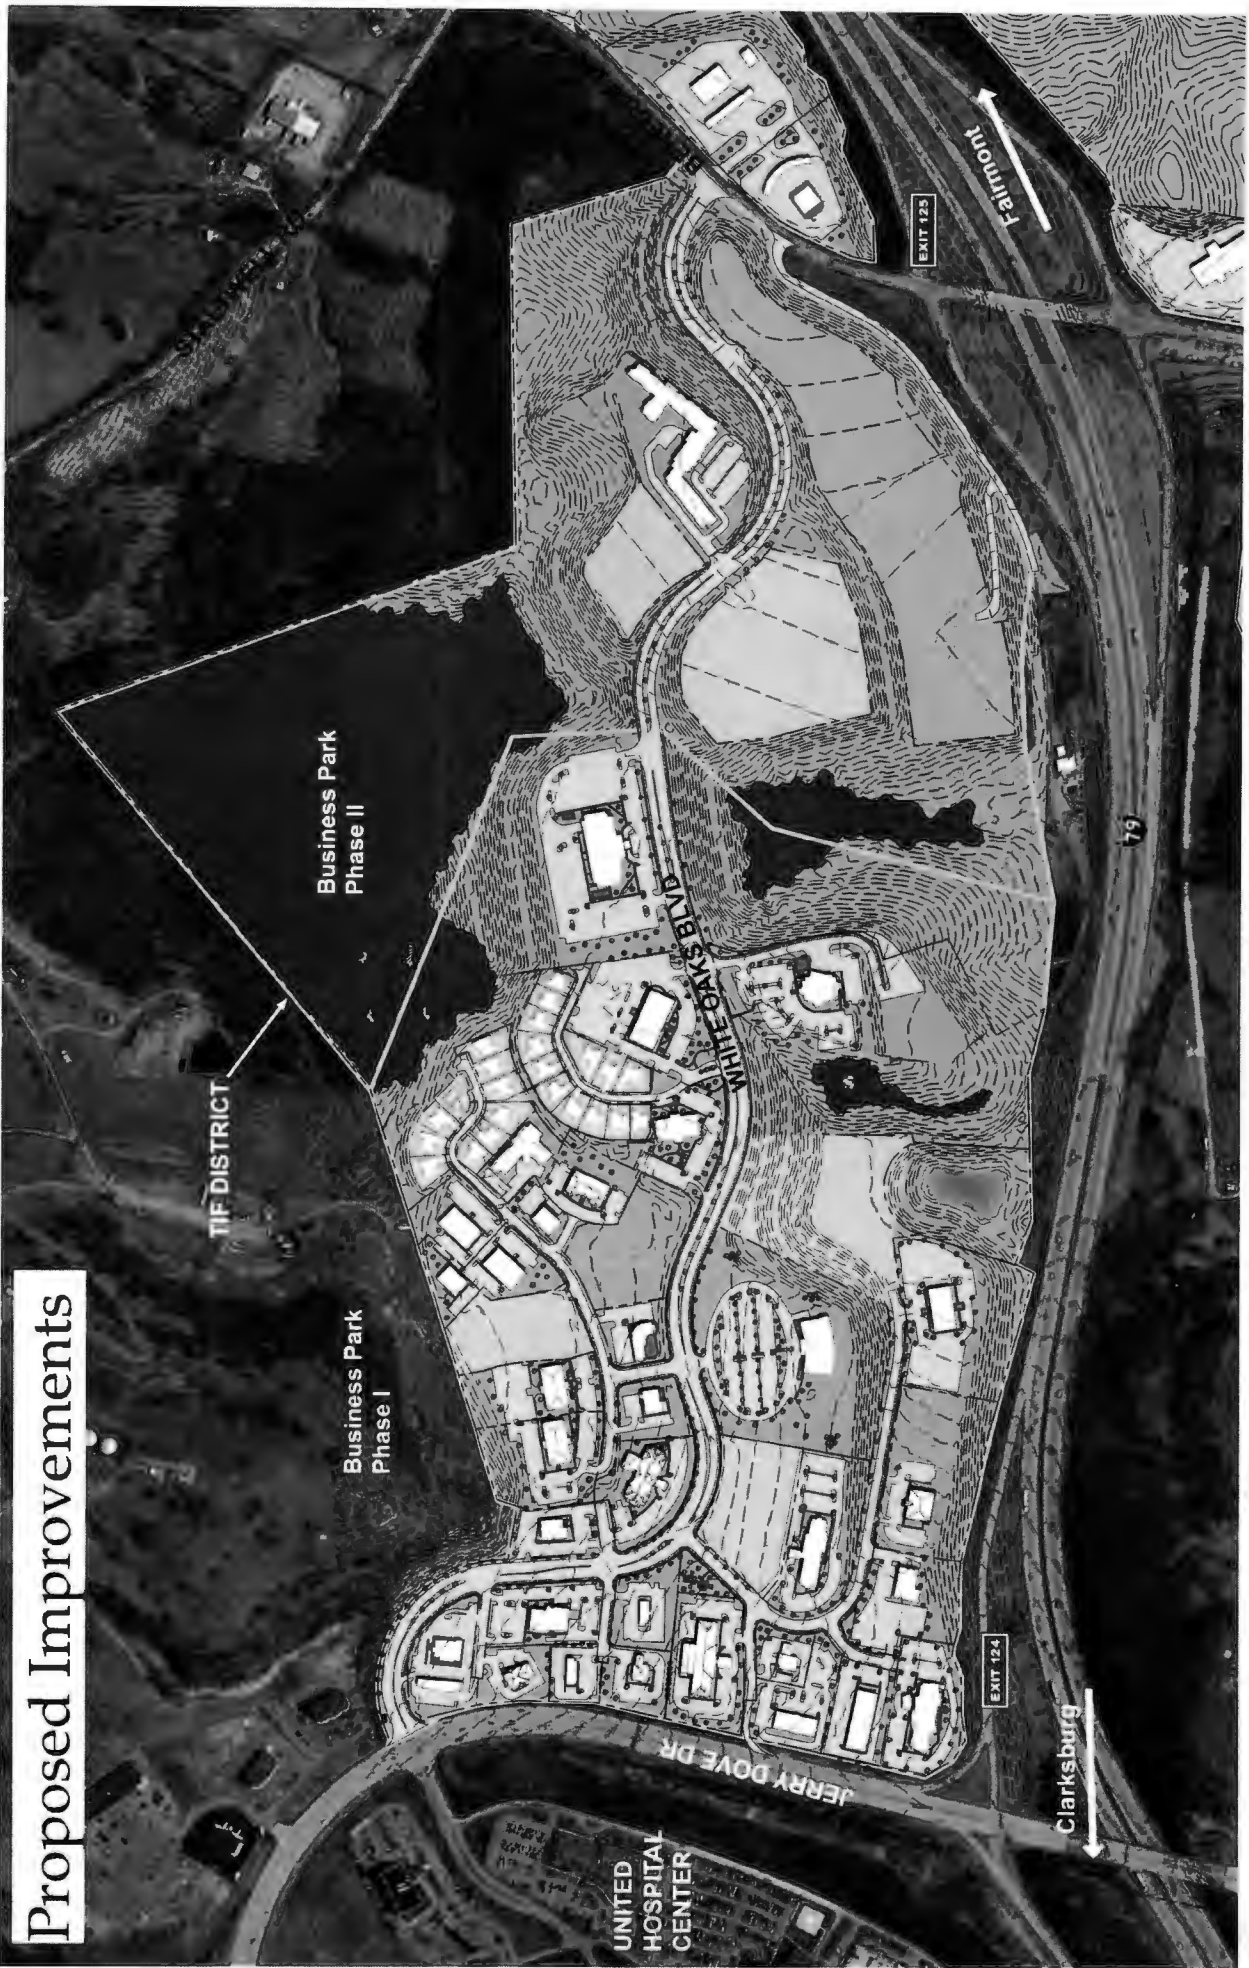 Proposed Improvements
TIF DISTRICT
Business Park
Phase II
Business Park
Phase I
WHITE OAKS BLVD
Fairmont
EXIT 125
79
JERRY DOVE DR
EXIT 124
Clarksburg
UNITED
HOSPITAL
CENTER